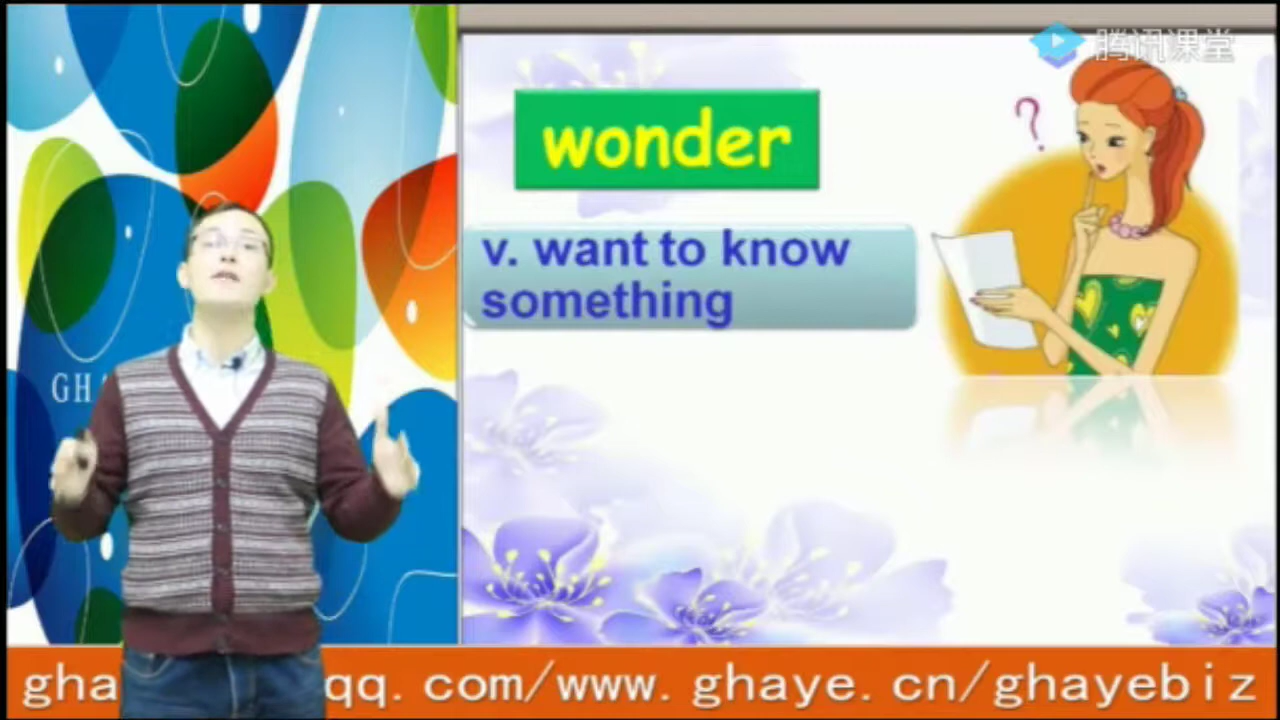 腾讯课堂
wonder
v. want to know
something
GH
gha qq. com/www. ghaye. cn/ghayebiz